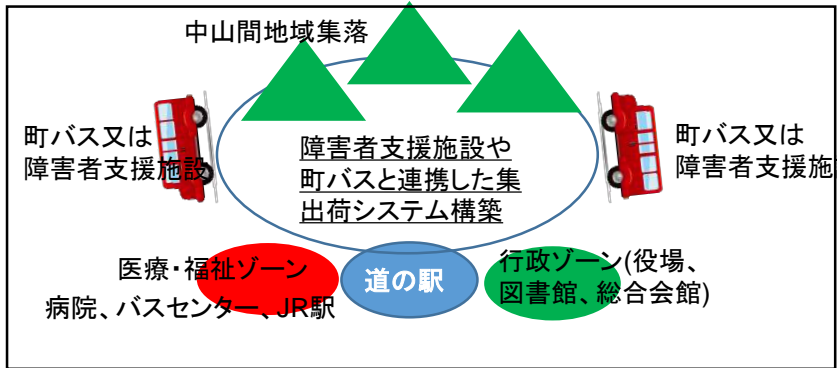 中山間地域集落
町バス又は
障害者支援施設
障害者支援施設や
町バスと連携した集
出荷システム構築
町バス又は
障害者支援施
医療・福祉ゾーン
病院、バスセンター、JR駅
道の駅
行政ゾーン(役場、
図書館、総合会館)